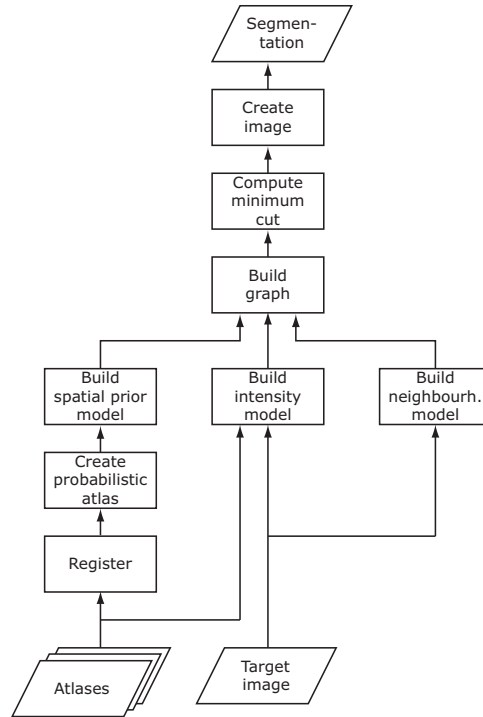 Segmen-
tation
Create
image
Compute
minimum
cut
Build
graph
Build
spatial prior
model
Build
intensity
model
Build
neighbourh.
model
Create
probabilistic
atlas
Register
Atlases
Target
image